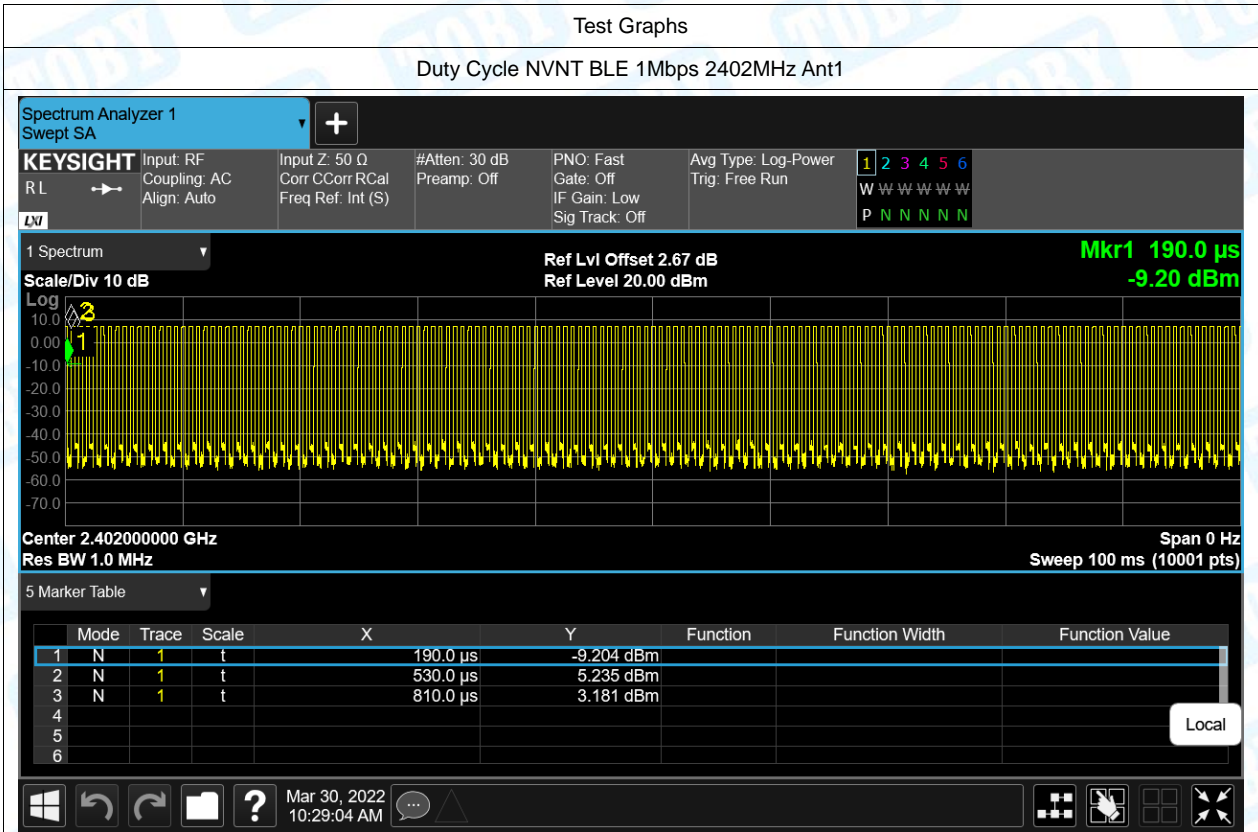 Test Graphs
Duty Cycle NVNT BLE 1Mbps 2402MHz Ant1
Spectrum Analyzer 1
Swept SA
+
KEYSIGHT
R L
LXI
Input: RF
Coupling: AC
Align: Auto
Input Z: 50 Ω
Corr CCorr RCal
Freq Ref: Int (S)
#Atten: 30 dB
Preamp: Off
PNO: Fast
Gate: Off
IF Gain: Low
Sig Track: Off
Avg Type: Log-Power
Trig: Free Run
1 2 3 4 5 6
W W W W W W
P N N N N N
1 Spectrum
Scale/Div 10 dB
Ref Lvl Offset 2.67 dB
Ref Level 20.00 dBm
Mkr1 190.0 µs
-9.20 dBm
Log
10.0
0.00
-10.0
-20.0
-30.0
-40.0
-50.0
-60.0
-70.0
3
1
Center 2.402000000 GHz
Res BW 1.0 MHz
Span 0 Hz
Sweep 100 ms (10001 pts)
5 Marker Table
Mode Trace Scale X Y Function Function Width Function Value
1 N 1 t 190.0 µs -9.204 dBm
2 N 1 t 530.0 µs 5.235 dBm
3 N 1 t 810.0 µs 3.181 dBm
4
5
6
Local
?
Mar 30, 2022
10:29:04 AM
TOBY